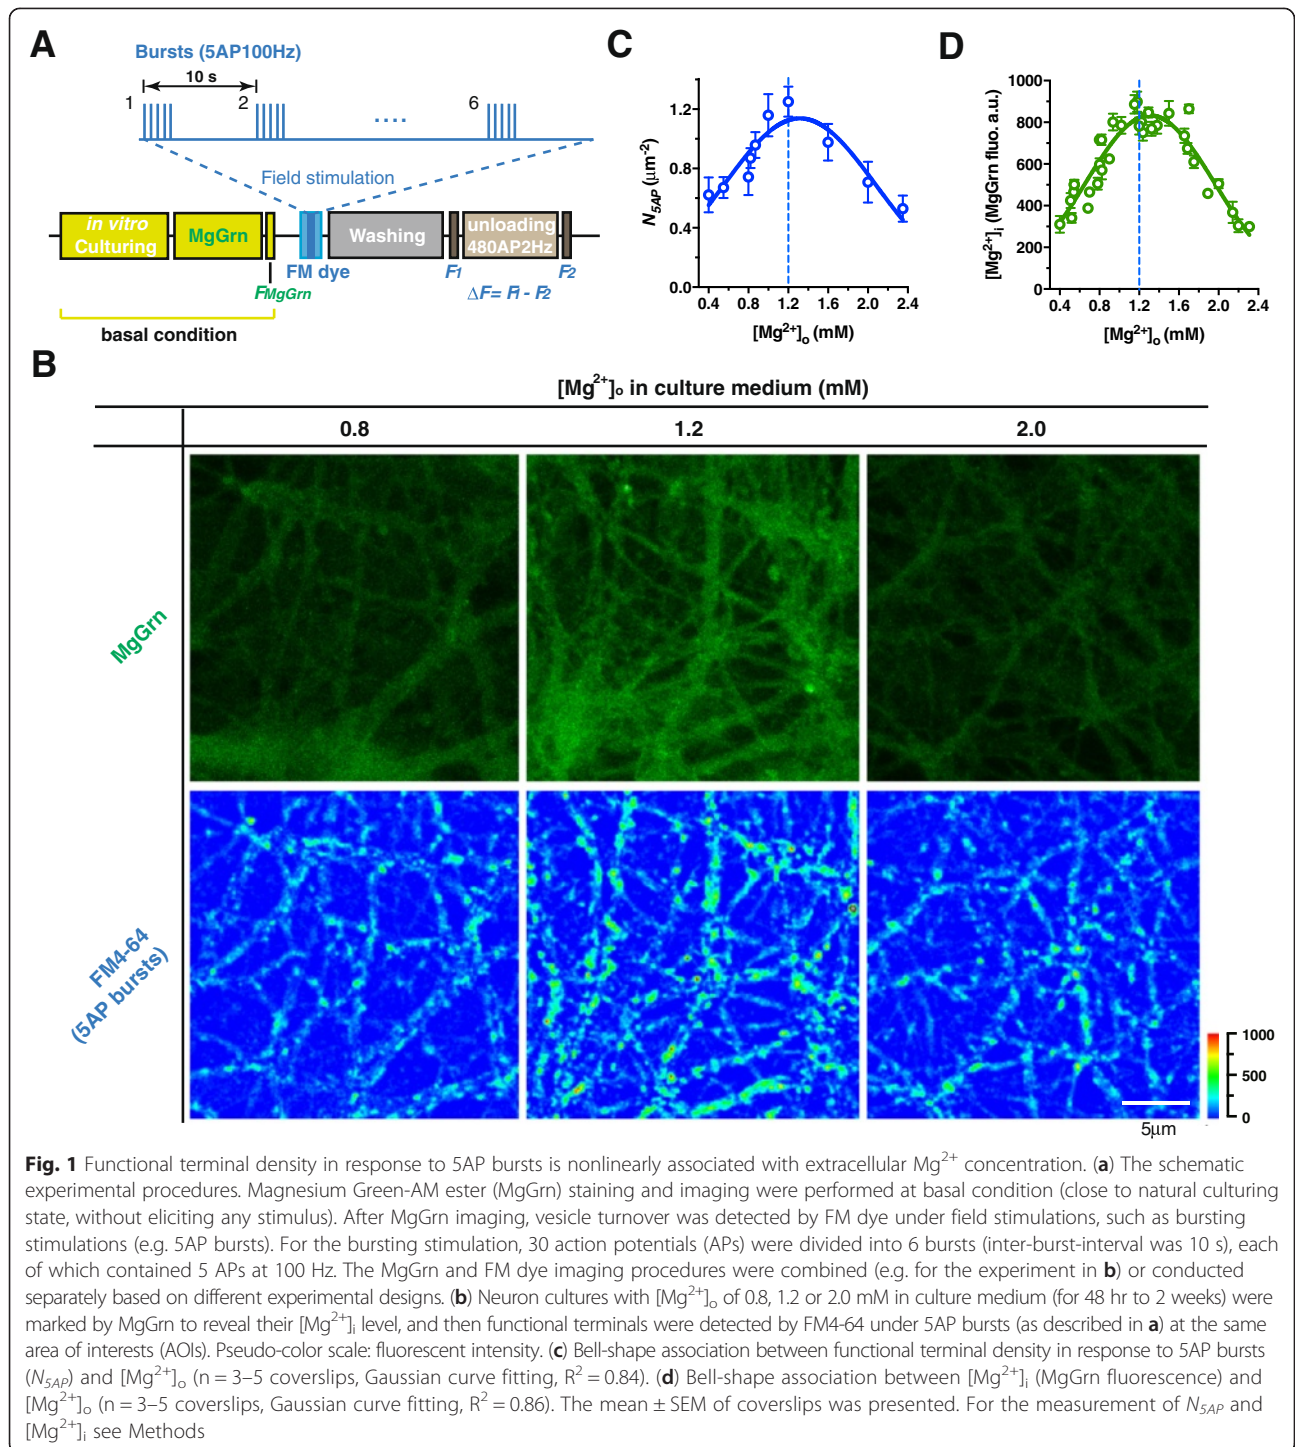 A
Bursts (5AP100Hz)
10 s
1
2
6
....
Field stimulation
in vitro
Culturing
MgGrn
Washing
unloading
480AP2Hz
FM dye
F1
F2
FMgGrn
ΔF= F1 - F2
basal condition
C
N5AP (μm-2)
1.2
0.8
0.4
0.0
0.4 0.8 1.2 1.6 2.0 2.4
[Mg2+]o (mM)
D
[Mg2+]i (MgGrn fluo. a.u.)
1000
800
600
400
200
0
0.4 0.8 1.2 1.6 2.0 2.4
[Mg2+]o (mM)
B
[Mg2+]o in culture medium (mM)
0.8 1.2 2.0
MgGrn
FM4-64
(5AP bursts)
1000
500
0
5μm
Fig. 1 Functional terminal density in response to 5AP bursts is nonlinearly associated with extracellular Mg2+ concentration. (a) The schematic
experimental procedures. Magnesium Green-AM ester (MgGrn) staining and imaging were performed at basal condition (close to natural culturing
state, without eliciting any stimulus). After MgGrn imaging, vesicle turnover was detected by FM dye under field stimulations, such as bursting
stimulations (e.g. 5AP bursts). For the bursting stimulation, 30 action potentials (APs) were divided into 6 bursts (inter-burst-interval was 10 s), each
of which contained 5 APs at 100 Hz. The MgGrn and FM dye imaging procedures were combined (e.g. for the experiment in b) or conducted
separately based on different experimental designs. (b) Neuron cultures with [Mg2+]o of 0.8, 1.2 or 2.0 mM in culture medium (for 48 hr to 2 weeks) were
marked by MgGrn to reveal their [Mg2+]i level, and then functional terminals were detected by FM4-64 under 5AP bursts (as described in a) at the same
area of interests (AOIs). Pseudo-color scale: fluorescent intensity. (c) Bell-shape association between functional terminal density in response to 5AP bursts
(N5AP) and [Mg2+]o (n = 3–5 coverslips, Gaussian curve fitting, R2 = 0.84). (d) Bell-shape association between [Mg2+]i (MgGrn fluorescence) and
[Mg2+]o (n = 3–5 coverslips, Gaussian curve fitting, R2 = 0.86). The mean ± SEM of coverslips was presented. For the measurement of N5AP and
[Mg2+]i see Methods